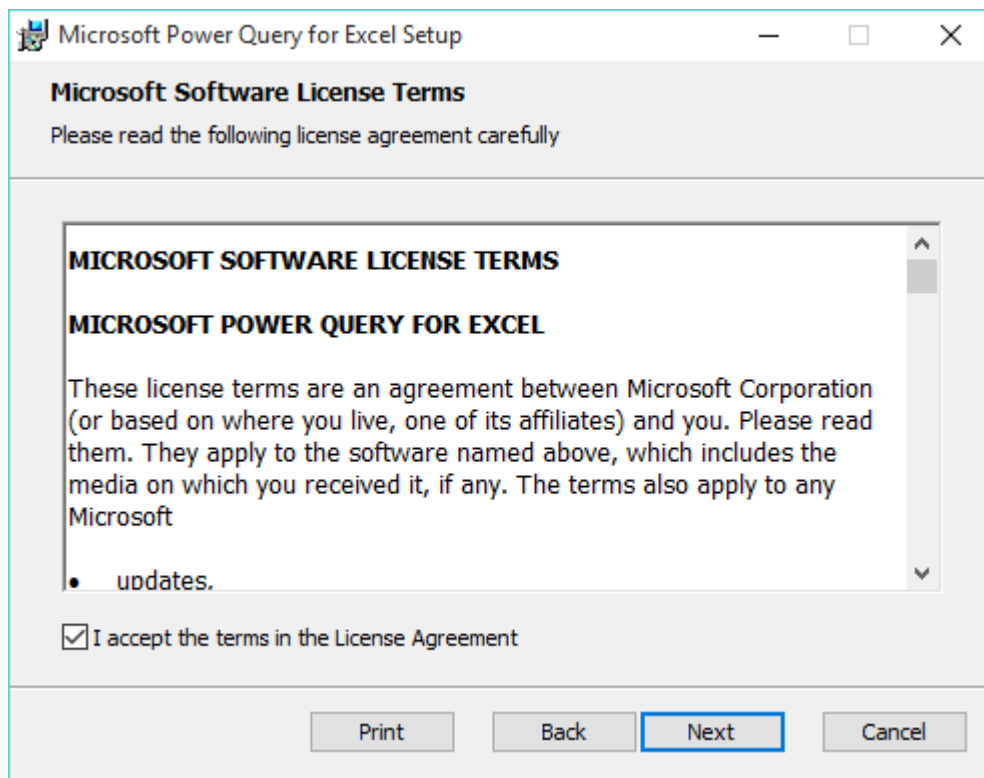 Microsoft Power Query for Excel Setup
Microsoft Software License Terms
Please read the following license agreement carefully
MICROSOFT SOFTWARE LICENSE TERMS
MICROSOFT POWER QUERY FOR EXCEL
These license terms are an agreement between Microsoft Corporation
(or based on where you live, one of its affiliates) and you. Please read
them. They apply to the software named above, which includes the
media on which you received it, if any. The terms also apply to any
Microsoft
• updates,
I accept the terms in the License Agreement
Print Back Next Cancel